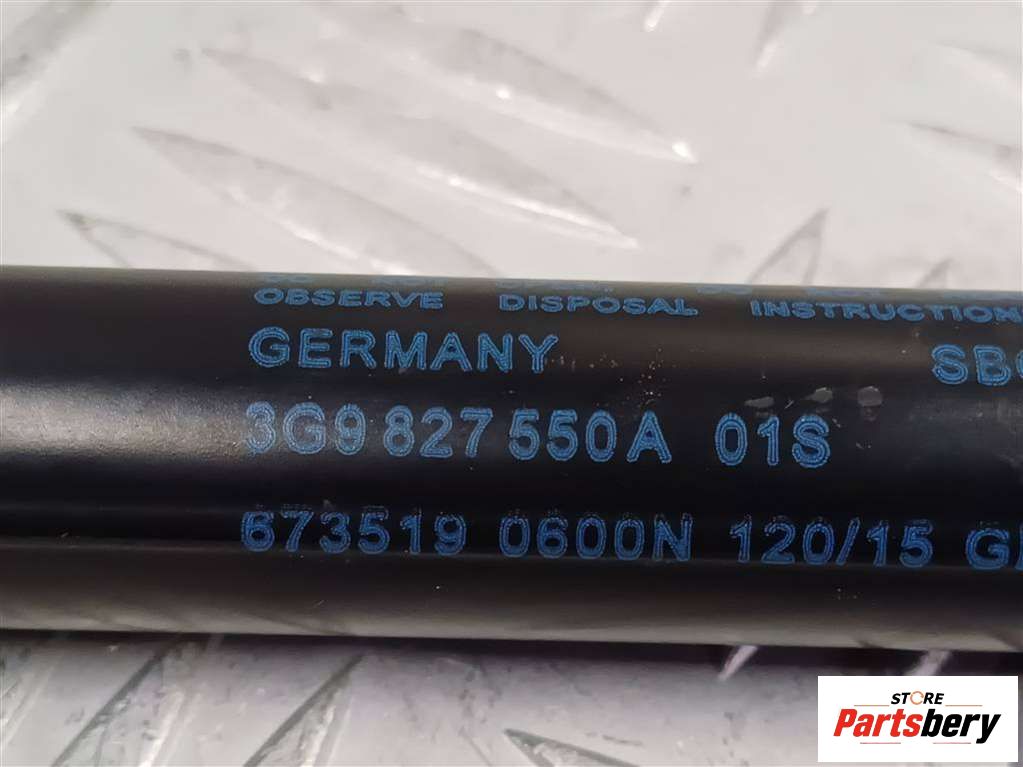 OBSERVE DISPOSAL INSTRUCTION
GERMANY
3G9 827 550A 01S
673519 0600N 120/15
STORE
Partsbery